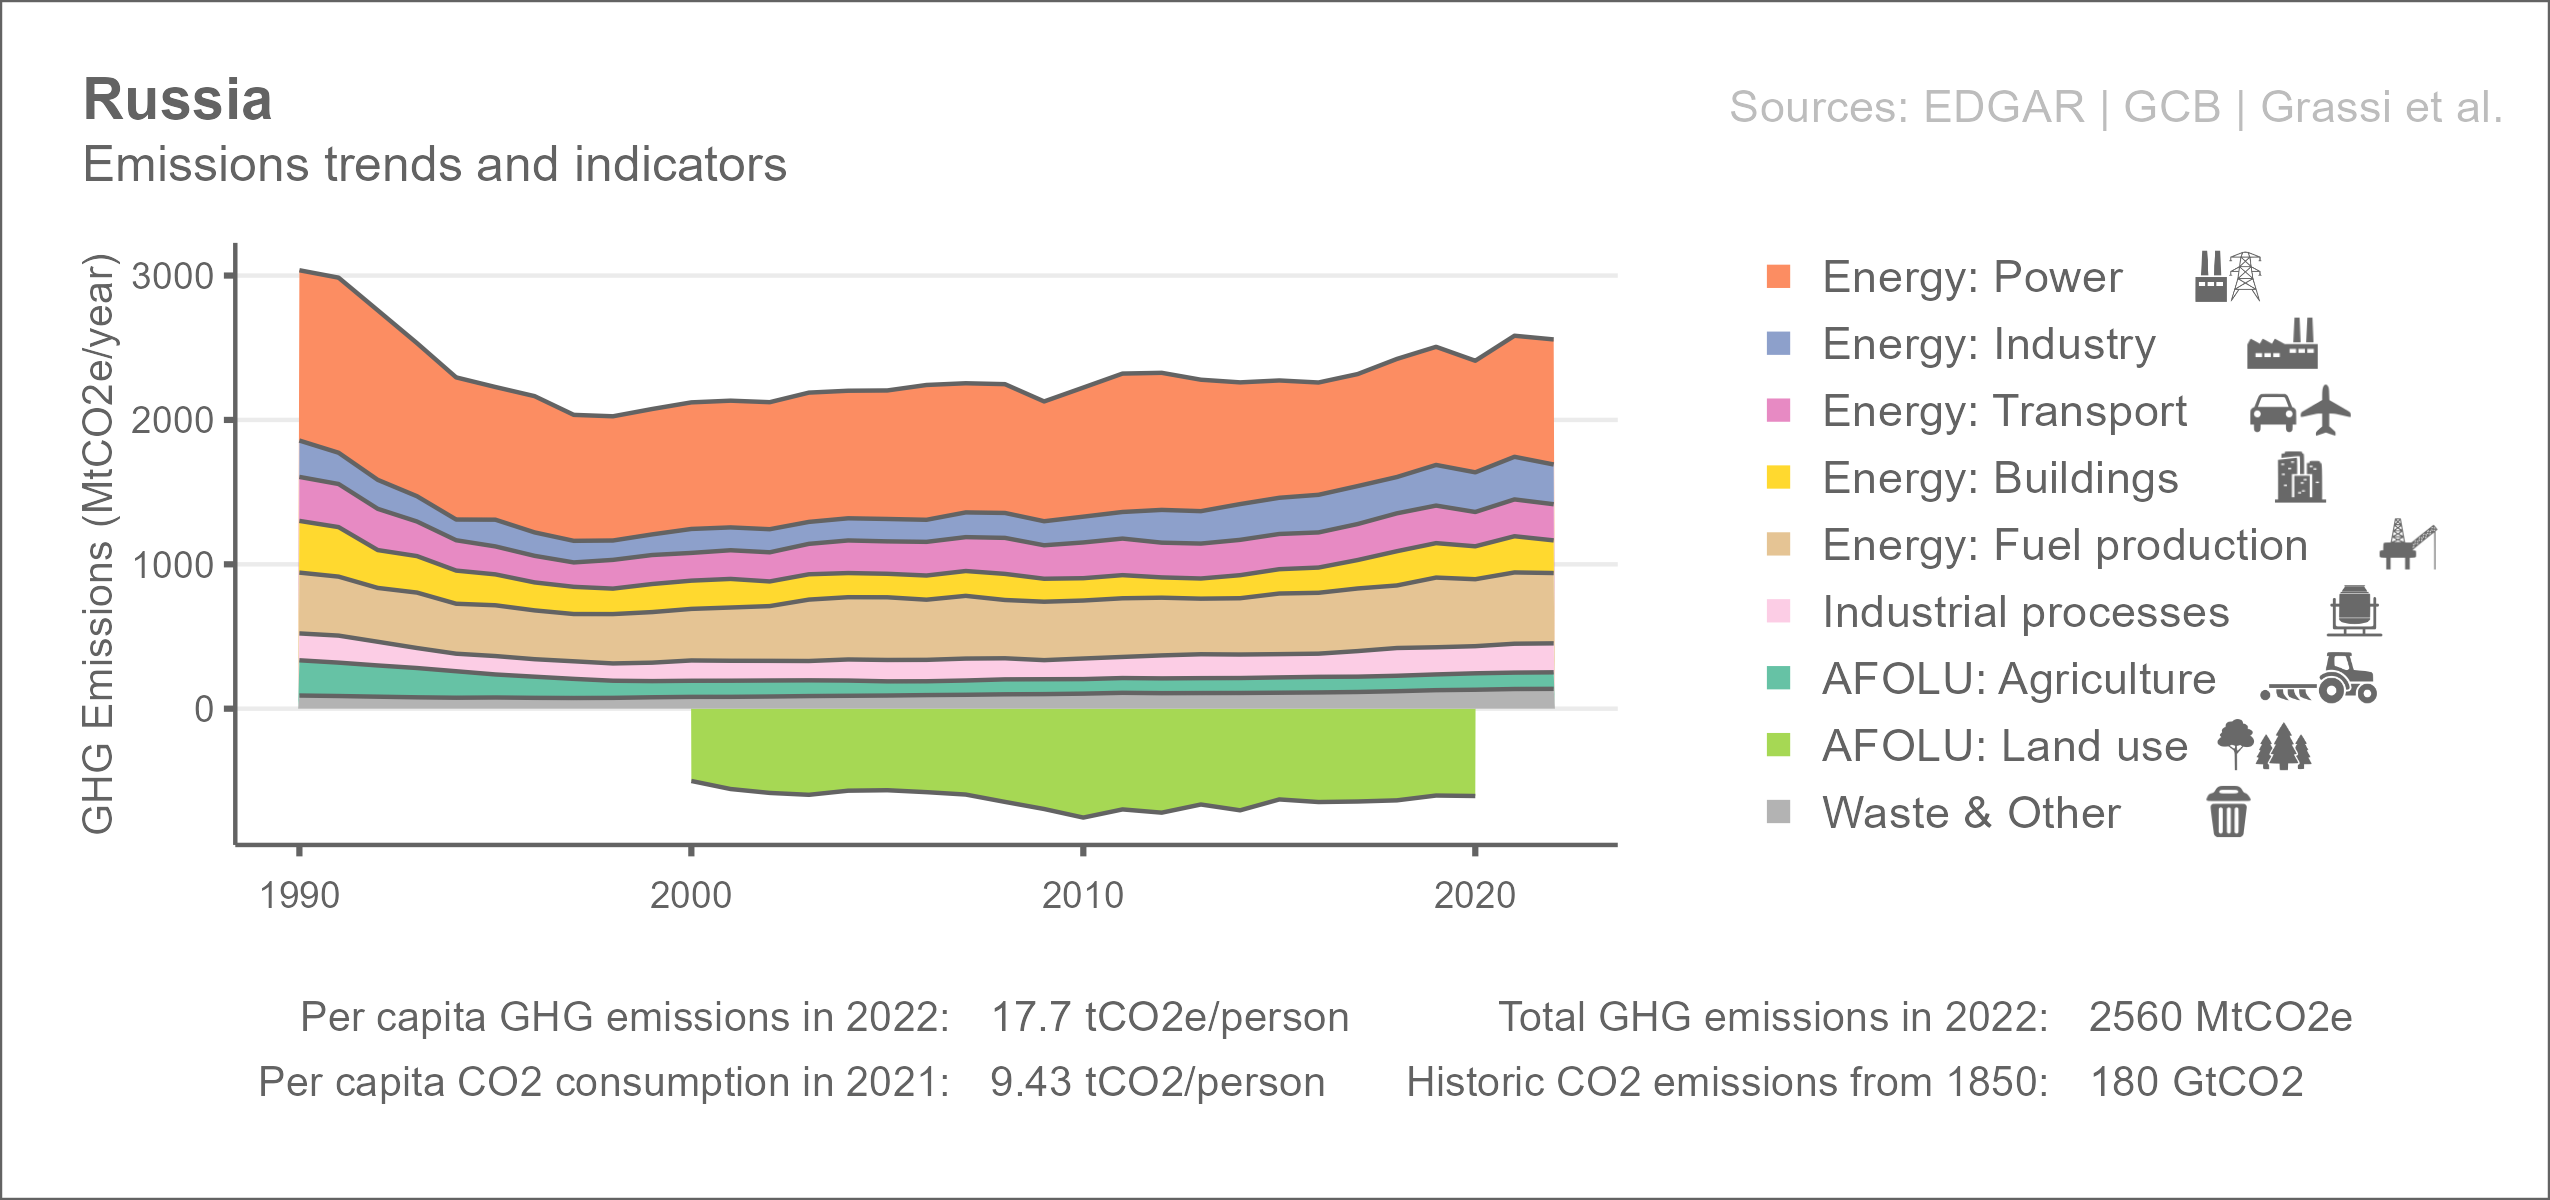 Russia
Sources: EDGAR | GCB | Grassi et al.
Emissions trends and indicators
GHG Emissions (MtCO2e/year)
3000
2000
1000
0
1990
2000
2010
2020
Energy: Power
Energy: Industry
Energy: Transport
Energy: Buildings
Energy: Fuel production
Industrial processes
AFOLU: Agriculture
AFOLU: Land use
Waste & Other
Per capita GHG emissions in 2022: 17.7 tCO2e/person
Total GHG emissions in 2022: 2560 MtCO2e
Per capita CO2 consumption in 2021: 9.43 tCO2/person
Historic CO2 emissions from 1850: 180 GtCO2